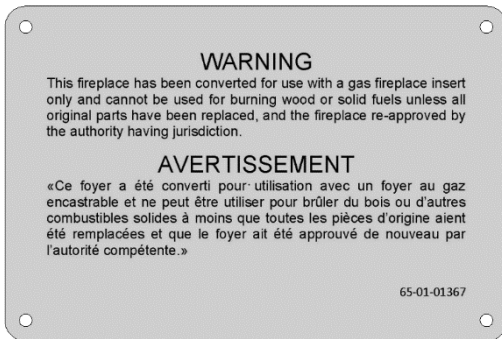 WARNING
This fireplace has been converted for use with a gas fireplace insert
only and cannot be used for burning wood or solid fuels unless all
original parts have been replaced, and the fireplace re-approved by
the authority having jurisdiction.
AVERTISSEMENT
«Ce foyer a été converti pour utilisation avec un foyer au gaz
encastrable et ne peut être utiliser pour brûler du bois ou d'autres
combustibles solides à moins que toutes les pièces d'origine aient
été remplacées et que le foyer ait été approuvé de nouveau par
l'autorité compétente.»
65-01-01367